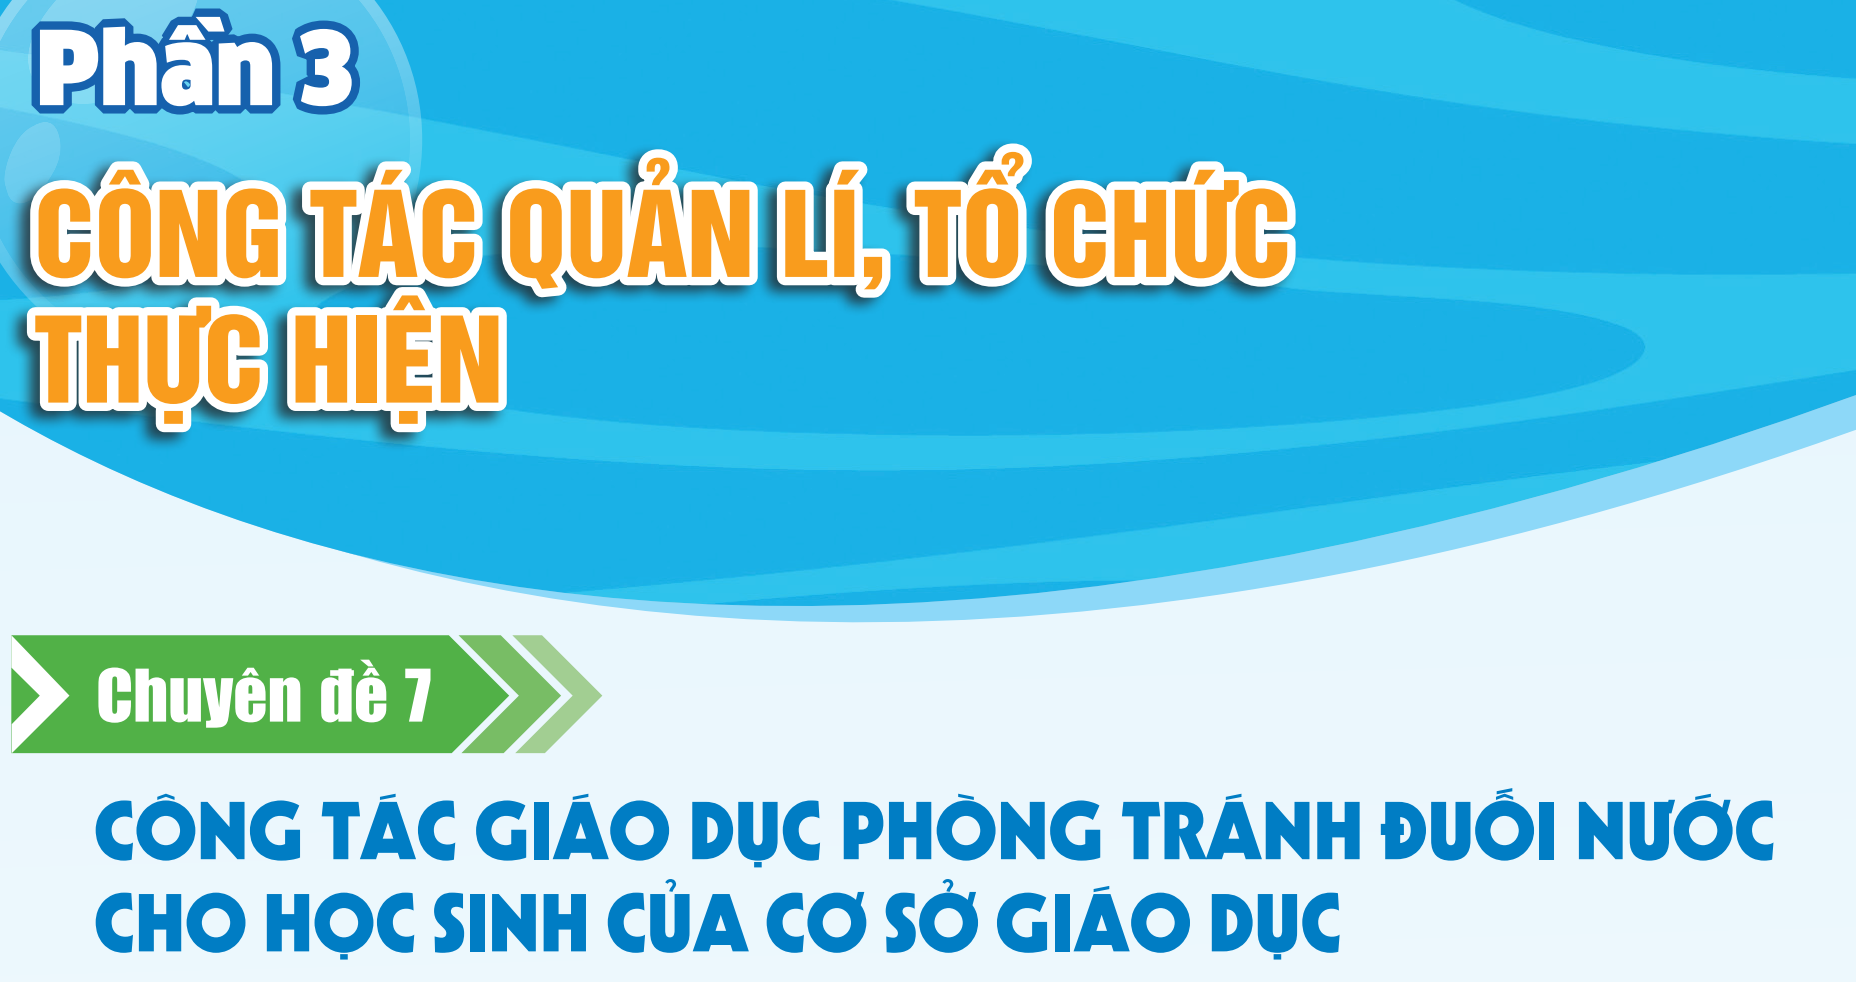 Phần 3
CÔNG TÁC QUẢN LÍ, TỔ CHỨC
THỰC HIỆN
Chuyên đề 7
CÔNG TÁC GIÁO DỤC PHÒNG TRÁNH ĐUỐI NƯỚC
CHO HỌC SINH CỦA CƠ SỞ GIÁO DỤC